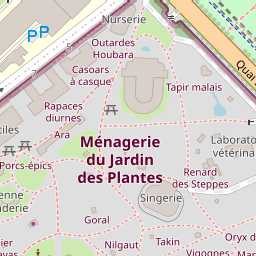 Nurserie
PP
5
7
Outardes
Houbara
Quai
Casoars
à casque
Tapir malais
Rapaces
diurnes
Ara
Ménagerie
du Jardin
des Plantes
Laborato
vétérina
Porcs-épics
Renard
des Steppes
Singerie
Goral
Nilgaut
Takin
Oryx d
Vigognes